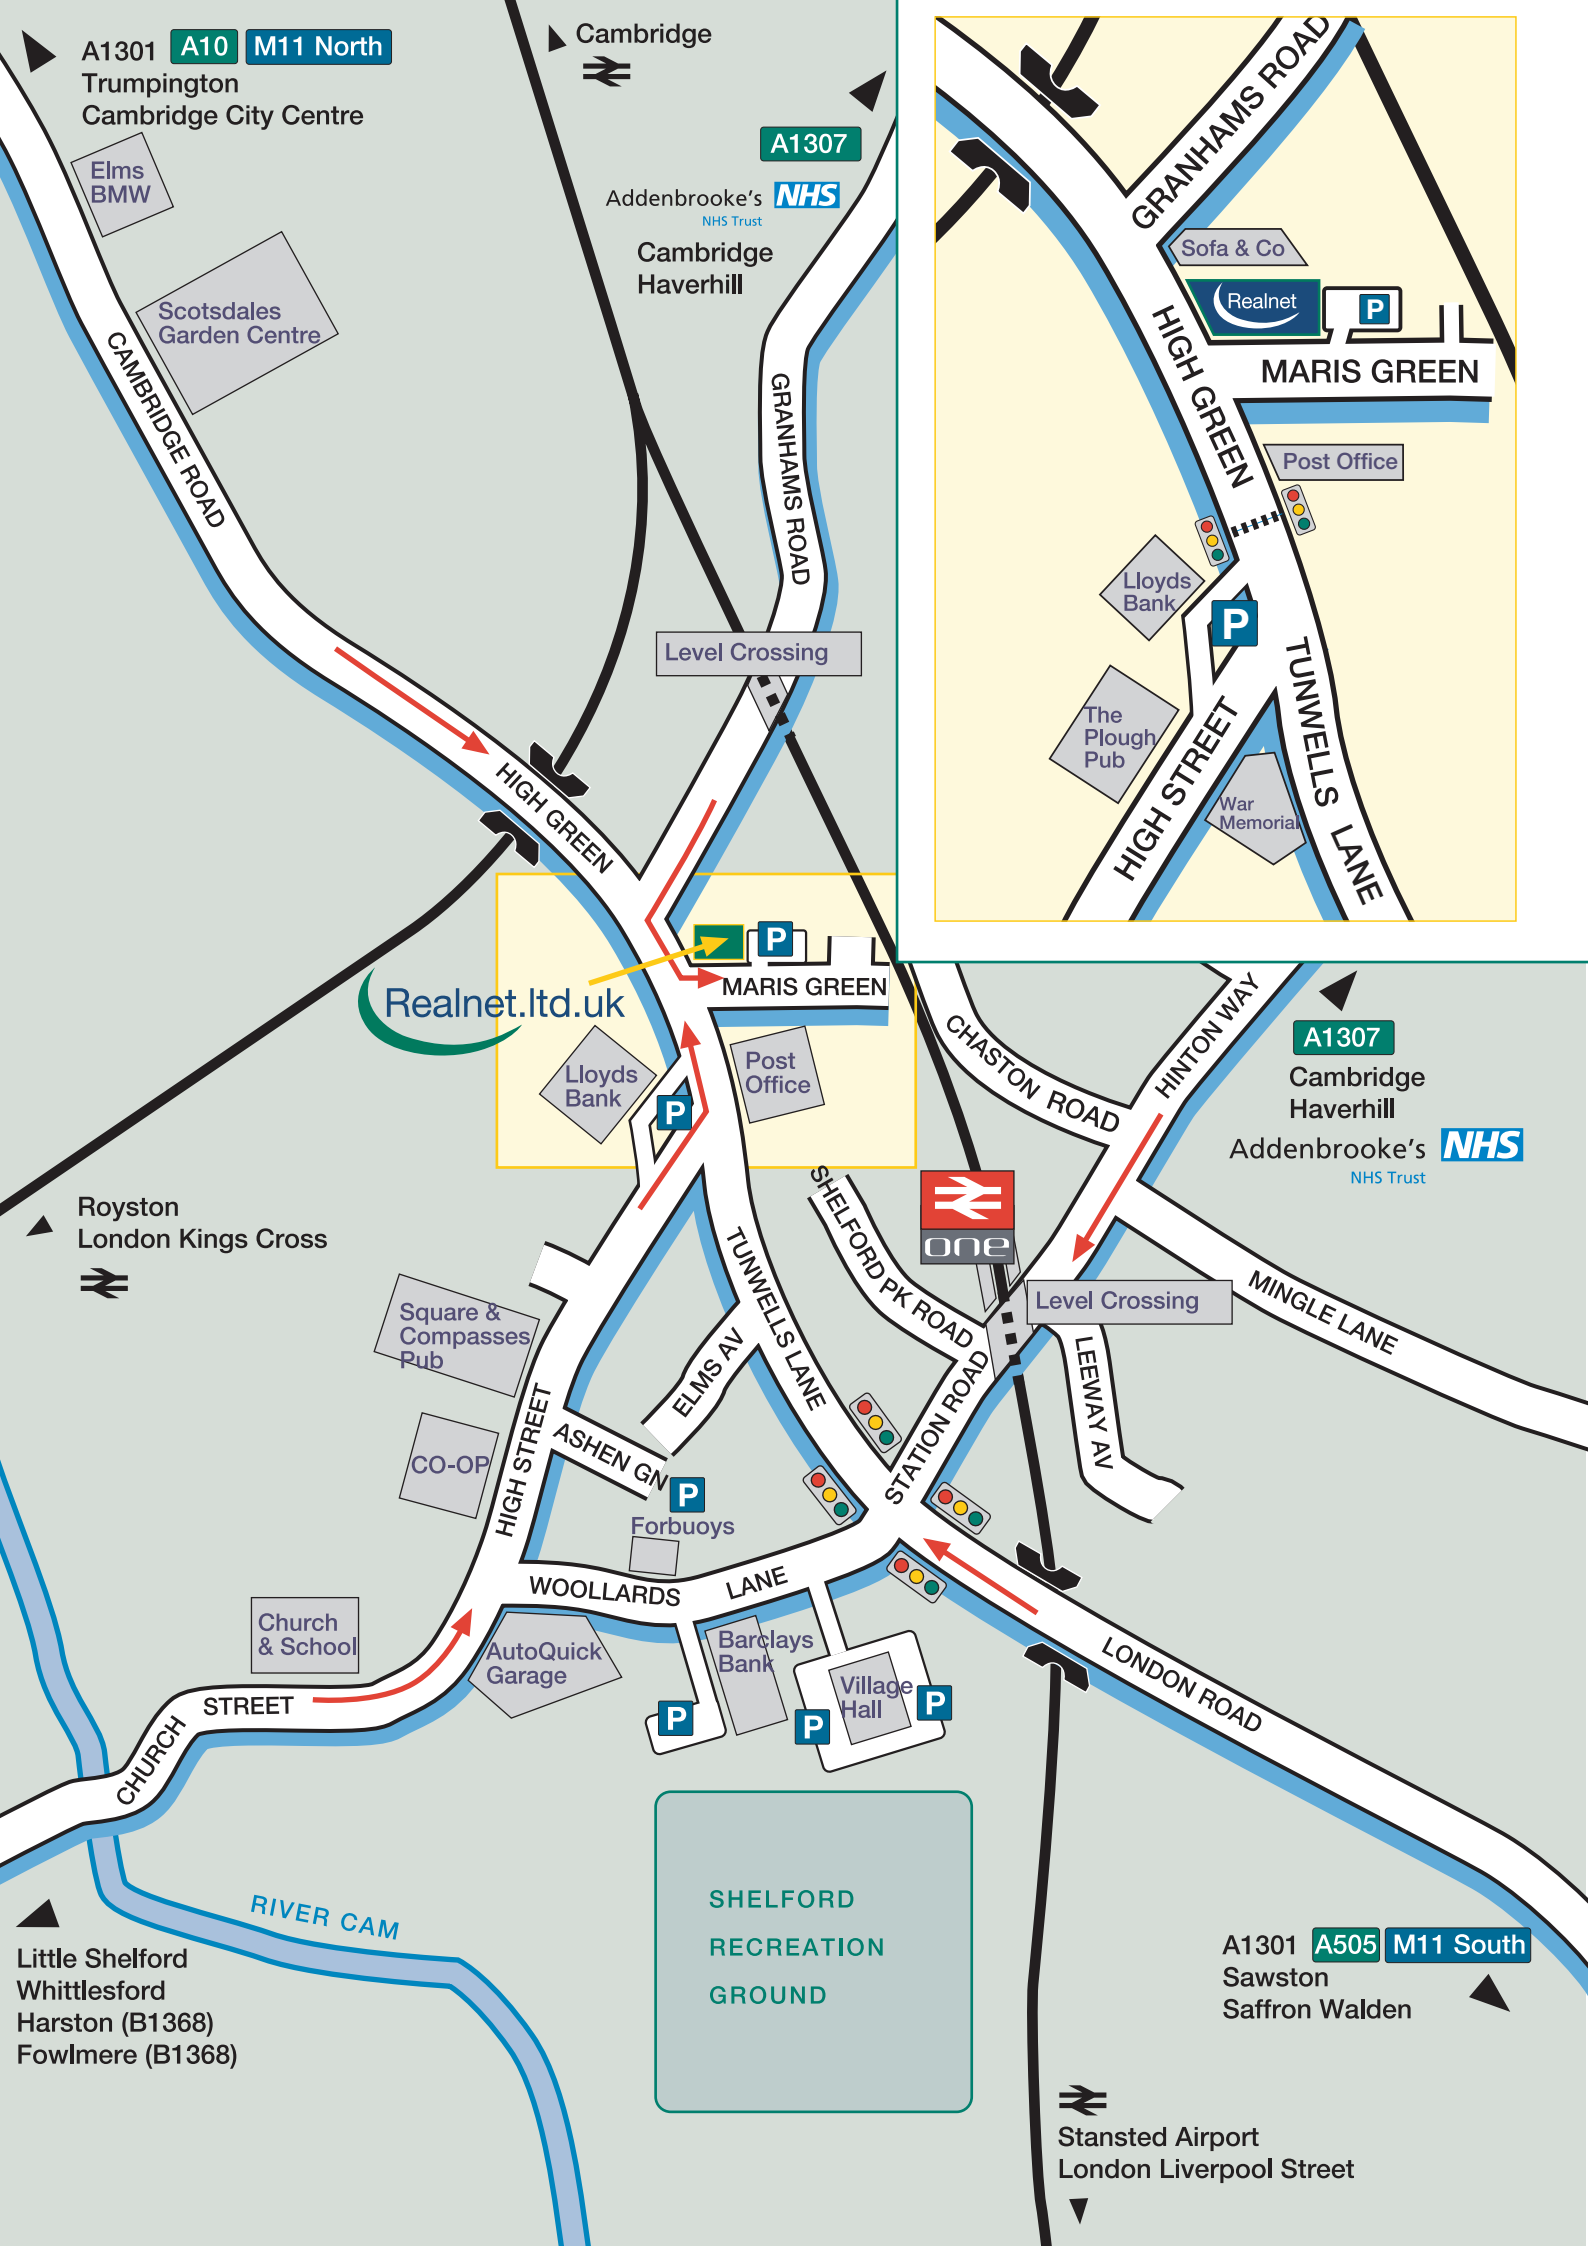 A1301 A10 M11 North
Trumpington
Cambridge City Centre
Cambridge
A1307
Addenbrooke's NHS
NHS Trust
Cambridge
Haverhill
Elms
BMW
Scotsdales
Garden Centre
CAMBRIDGE ROAD
GRANHAMS ROAD
Level Crossing
HIGH GREEN
GRANHAMS ROAD
Sofa & Co
Realnet
P
HIGH GREEN
MARIS GREEN
Post Office
Lloyds
Bank
P
The
Plough
Pub
HIGH STREET
TUNWELLS LANE
War
Memorial
P
MARIS GREEN
Realnet.ltd.uk
Lloyds
Bank
P
Post
Office
CHASTON ROAD
HINTON WAY
A1307
Cambridge
Haverhill
Addenbrooke's NHS
NHS Trust
Royston
London Kings Cross
SHELFORD PK ROAD
one
Level Crossing
MINGLE LANE
LEEWAY AV
TUNWELLS LANE
ELMS AV
Square &
Compasses
Pub
STATION ROAD
CO-OP
HIGH STREET
ASHEN GN
P
Forbuoys
WOOLLARDS LANE
Church
& School
AutoQuick
Garage
Barclays
Bank
Village
Hall
P
P
P
LONDON ROAD
CHURCH STREET
RIVER CAM
SHELFORD
RECREATION
GROUND
Little Shelford
Whittlesford
Harston (B1368)
Fowlmere (B1368)
A1301 A505 M11 South
Sawston
Saffron Walden
Stansted Airport
London Liverpool Street